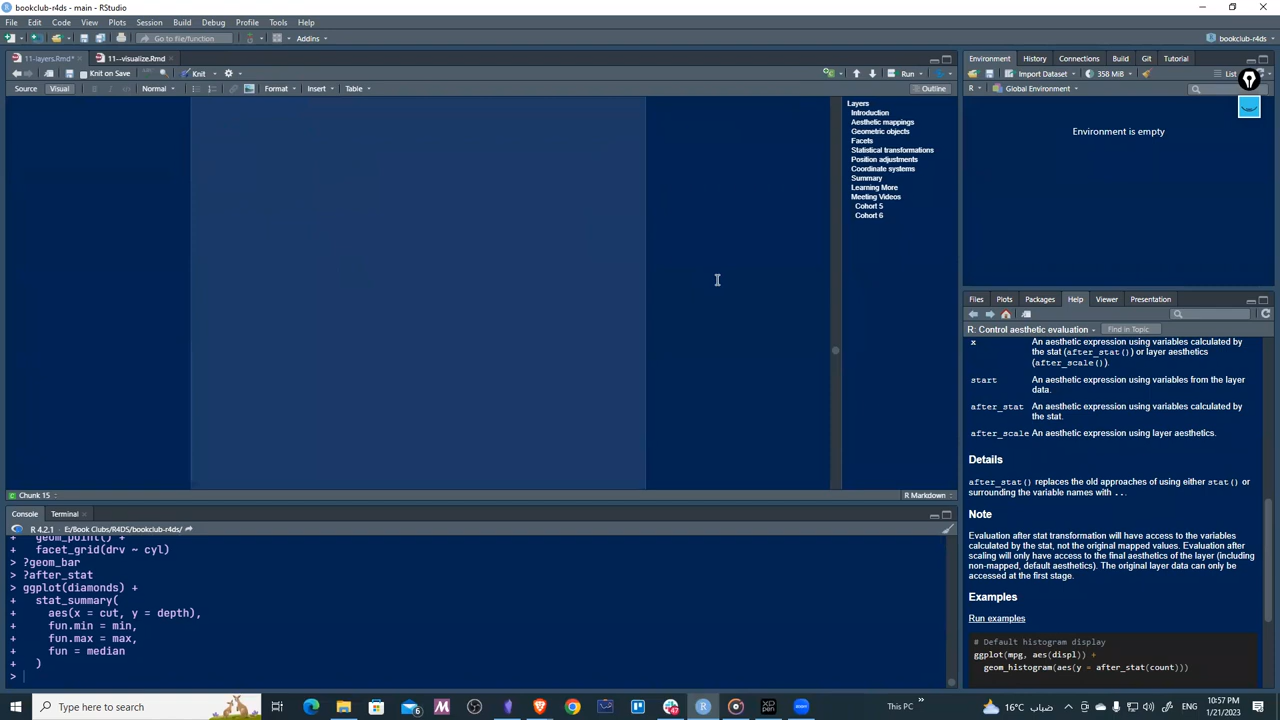 bookclub-r4ds - main - RStudio
File Edit Code View Plots Session Build Debug Profile Tools Help
Go to file/function Addins bookclub-r4ds
11-layers.Rmd* 11--visualize.Rmd
Knit on Save Knit Run
Source Visual B I Normal Format Insert Table Outline
Layers
Introduction
Aesthetic mappings
Geometric objects
Facets
Statistical transformations
Position adjustments
Coordinate systems
Summary
Learning More
Meeting Videos
Cohort 5
Cohort 6
Chunk 15 R Markdown
Console Terminal
R 4.2.1 · E:/Book Clubs/R4DS/bookclub-r4ds/
+ geom_point() +
+ facet_grid(drv ~ cyl)
> ?geom_bar
> ?after_stat
> ggplot(diamonds) +
+ stat_summary(
+ aes(x = cut, y = depth),
+ fun.min = min,
+ fun.max = max,
+ fun = median
+ )
>
Environment History Connections Build Git Tutorial
Import Dataset 358 MiB List
R Global Environment
Environment is empty
Files Plots Packages Help Viewer Presentation
R: Control aesthetic evaluation Find in Topic
x An aesthetic expression using variables calculated by
the stat (after_stat()) or layer aesthetics
(after_scale()).
start An aesthetic expression using variables from the layer
data.
after_stat An aesthetic expression using variables calculated by
the stat.
after_scale An aesthetic expression using layer aesthetics.
Details
after_stat() replaces the old approaches of using either stat() or
surrounding the variable names with ...
Note
Evaluation after stat transformation will have access to the variables
calculated by the stat, not the original mapped values. Evaluation after
scaling will only have access to the final aesthetics of the layer (including
non-mapped, default aesthetics). The original layer data can only be
accessed at the first stage.
Examples
Run examples
# Default histogram display
ggplot(mpg, aes(displ)) +
geom_histogram(aes(y = after_stat(count)))
Type here to search This PC 16°C ضباب 10:57 PM
1/21/2023